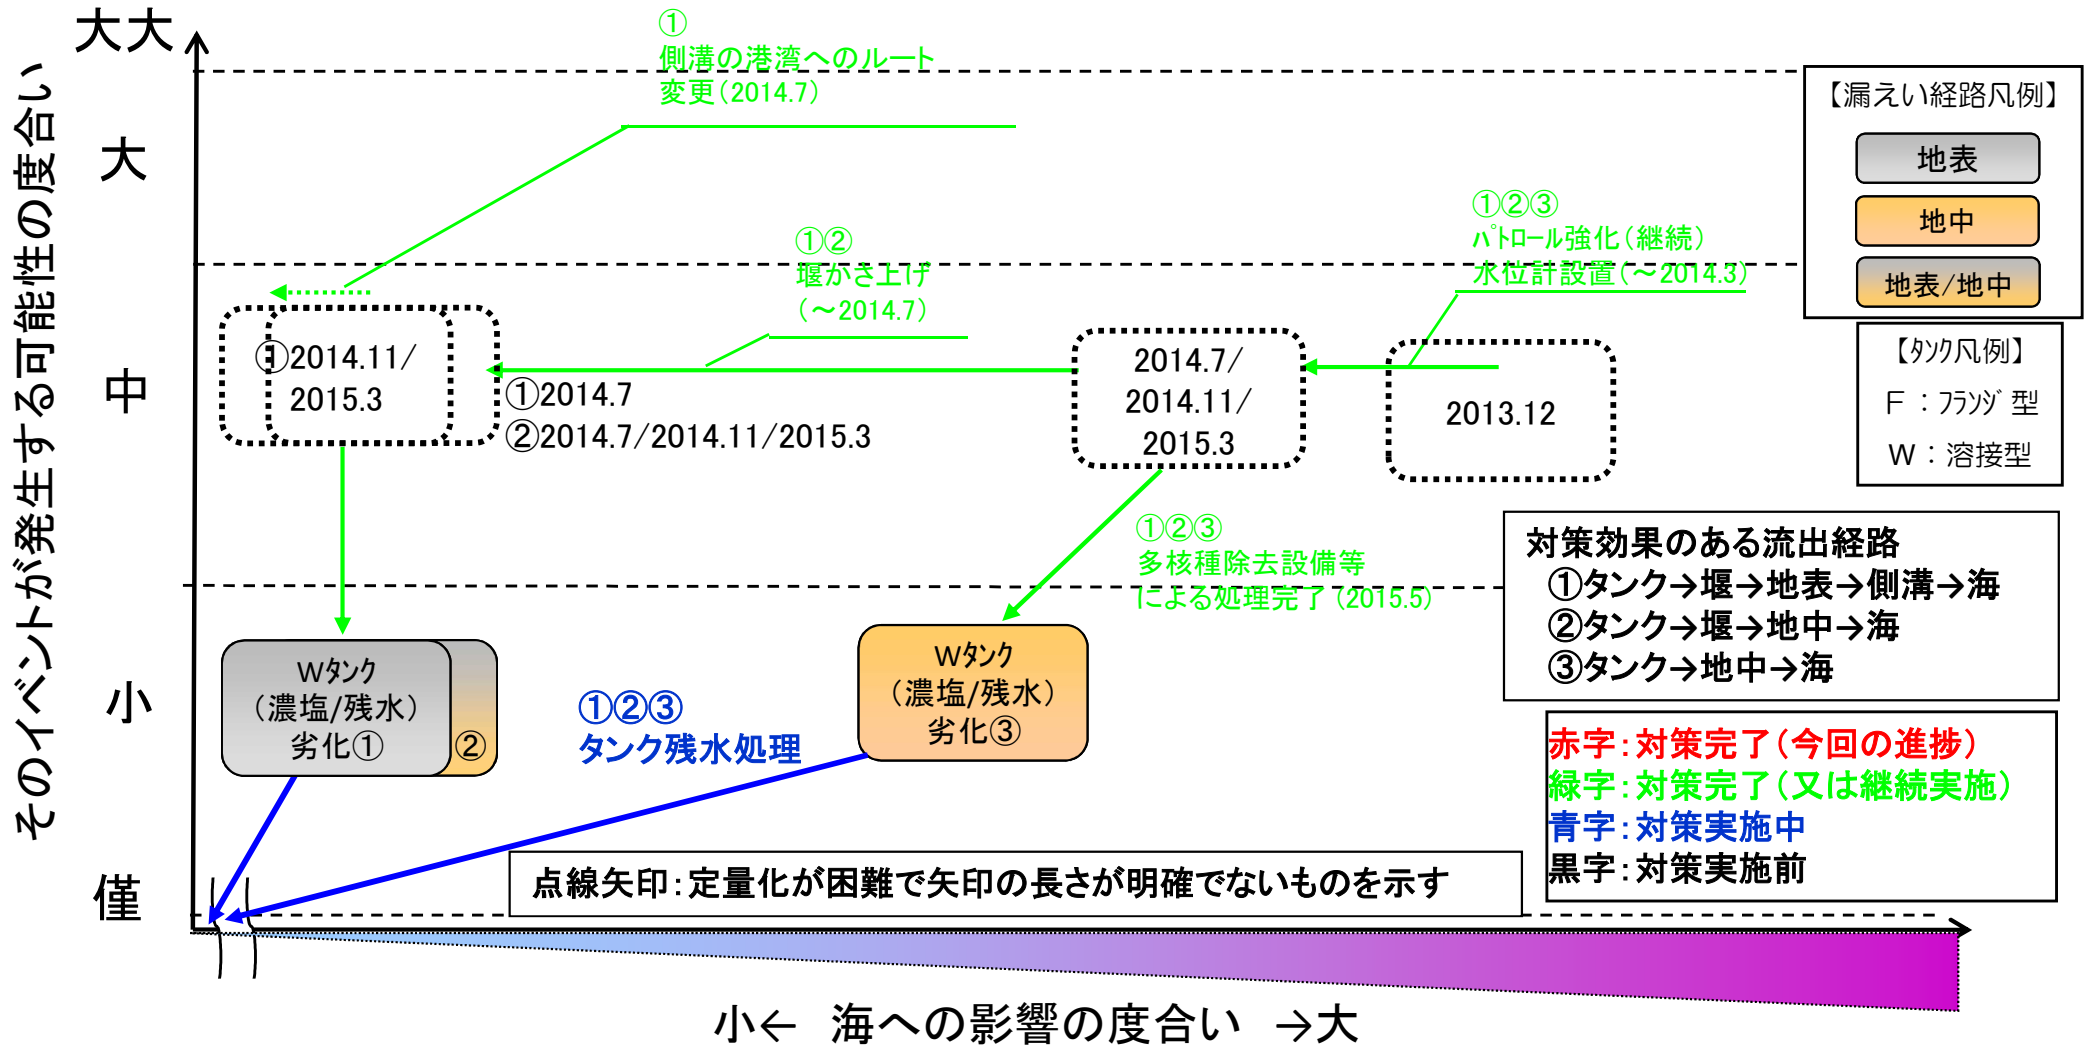 そのイベントが発生する可能性の度合い
大大
大
中
小
僅
①
側溝の港湾へのルート
変更（2014.7）
①②
堰かさ上げ
（～2014.7）
①②③
ﾊﾟﾄﾛｰﾙ強化（継続）
水位計設置（～2014.3）
①2014.11/
2015.3
①2014.7
②2014.7/2014.11/2015.3
2014.7/
2014.11/
2015.3
2013.12
①②③
多核種除去設備等
による処理完了（2015.5）
Wﾀﾝｸ
（濃塩/残水）
劣化①
②
Wﾀﾝｸ
（濃塩/残水）
劣化③
①②③
タンク残水処理
【漏えい経路凡例】
地表
地中
地表/地中
【ﾀﾝｸ凡例】
F：ﾌﾗﾝｼﾞ型
W：溶接型
対策効果のある流出経路
①タンク→堰→地表→側溝→海
②タンク→堰→地中→海
③タンク→地中→海
赤字：対策完了（今回の進捗）
緑字：対策完了（又は継続実施）
青字：対策実施中
黒字：対策実施前
点線矢印：定量化が困難で矢印の長さが明確でないものを示す
小← 海への影響の度合い →大